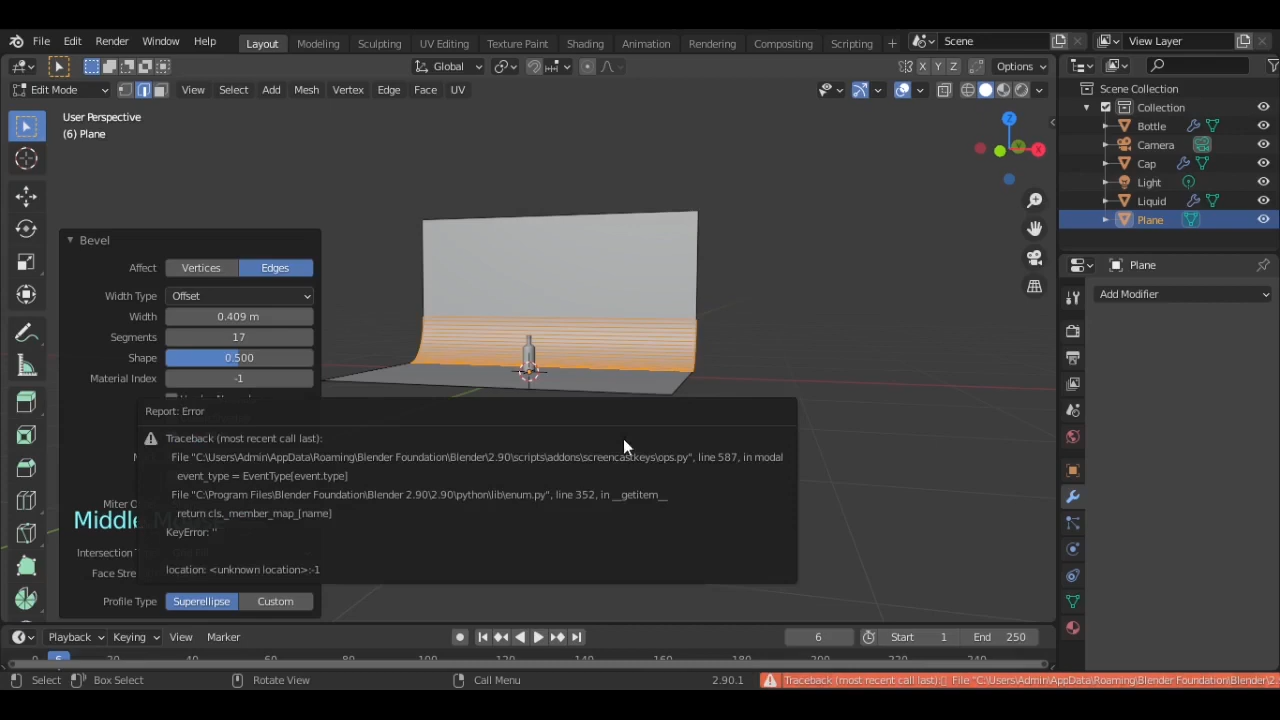 File Edit Render Window Help Layout Modeling Sculpting UV Editing Texture Paint Shading Animation Rendering Compositing Scripting + Scene View Layer
Global X Y Z Options
Edit Mode View Select Add Mesh Vertex Edge Face UV
Scene Collection
Collection
Bottle
Camera
Cap
Light
Liquid
Plane
User Perspective
(6) Plane
Z
X
Y
Bevel
Affect Vertices Edges
Width Type Offset
Width 0.409 m
Segments 17
Shape 0.500
Material Index -1
Report: Error
Traceback (most recent call last):
File "C:\Users\Admin\AppData\Roaming\Blender Foundation\Blender\2.90\scripts\addons\screencastkeys\ops.py", line 587, in modal
event_type = EventType[event.type]
File "C:\Program Files\Blender Foundation\Blender 2.90\2.90\python\lib\enum.py", line 352, in __getitem__
return cls._member_map_[name]
KeyError: ''
location: <unknown location>:-1
Miter O
Middle M
Intersection T
Face Stre
Profile Type Superellipse Custom
Plane
Add Modifier
Playback Keying View Marker 6 Start 1 End 250
Select Box Select Rotate View Call Menu 2.90.1 Traceback (most recent call last): File "C:\Users\Admin\AppData\Roaming\Blender Foundation\Blender\2.